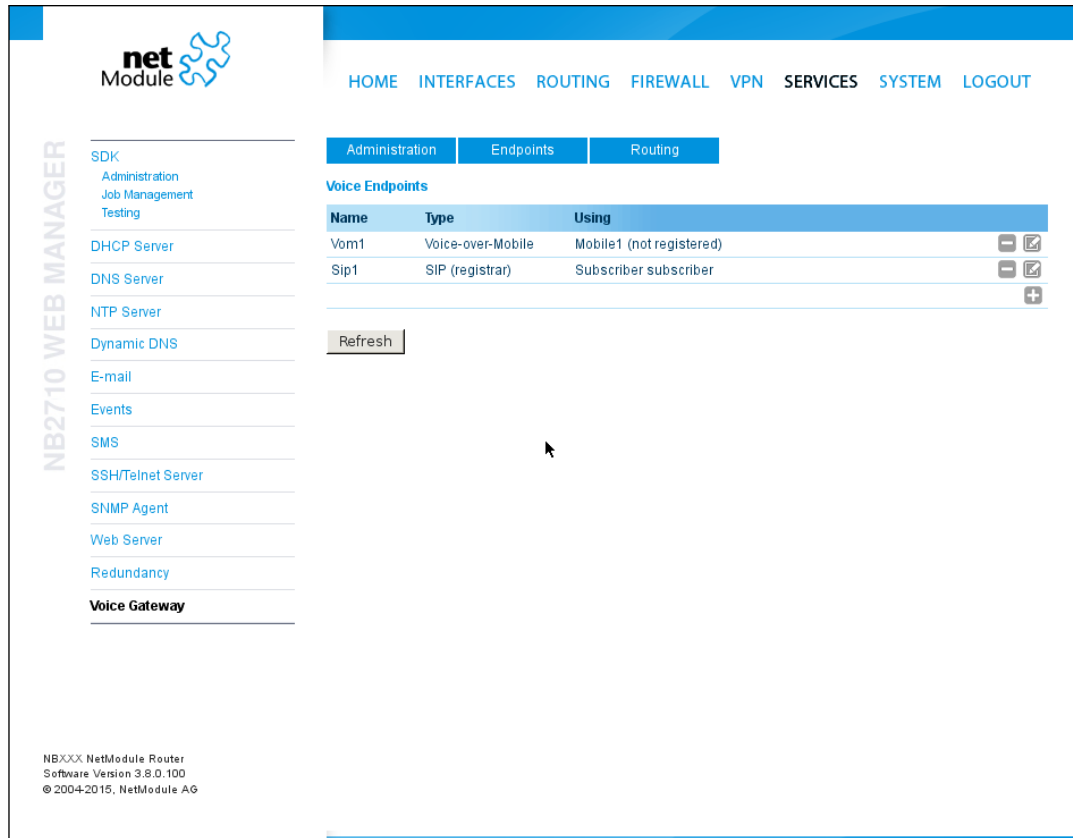 net
Module
HOME INTERFACES ROUTING FIREWALL VPN SERVICES SYSTEM LOGOUT
NB2710 WEB MANAGER
SDK
Administration
Job Management
Testing
DHCP Server
DNS Server
NTP Server
Dynamic DNS
E-mail
Events
SMS
SSH/Telnet Server
SNMP Agent
Web Server
Redundancy
Voice Gateway
Administration Endpoints Routing
Voice Endpoints
Name Type Using
Vom1 Voice-over-Mobile Mobile1 (not registered)
Sip1 SIP (registrar) Subscriber subscriber
Refresh
NBXXX NetModule Router
Software Version 3.8.0.100
© 2004-2015, NetModule AG